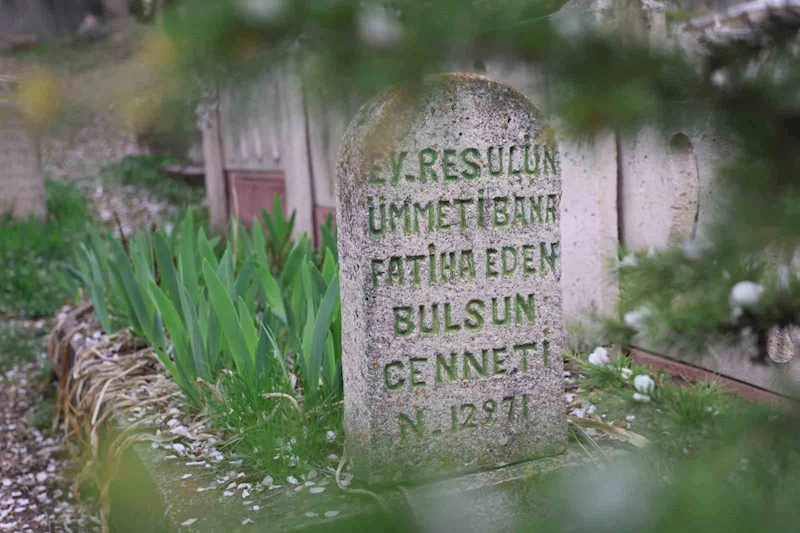 EY.RESULÜN
ÜMMETİBANA
FATİHA EDEN
BULSUN
CENNETİ
N.12971